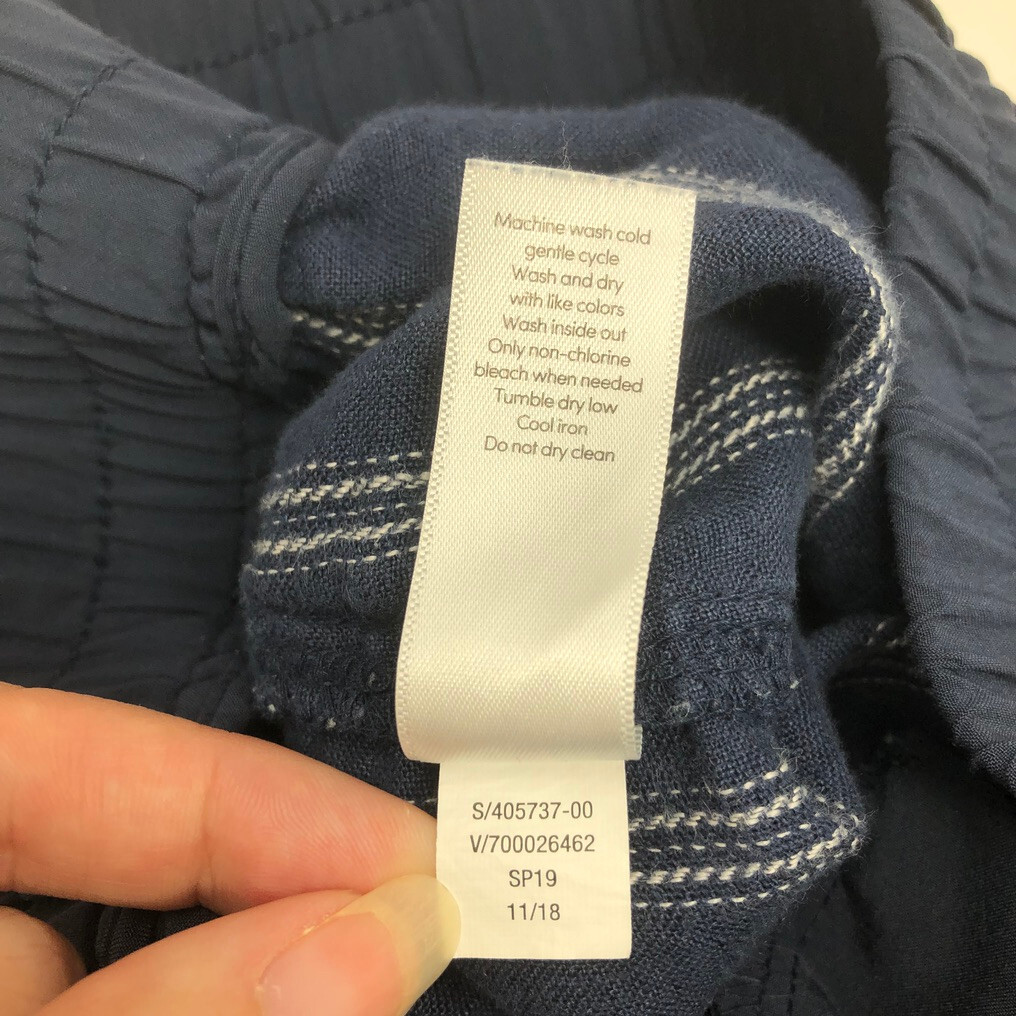 Machine wash cold
gentle cycle
Wash and dry
with like colors
Wash inside out
Only non-chlorine
bleach when needed
Tumble dry low
Cool iron
Do not dry clean
S/405737-00
V/700026462
SP19
11/18